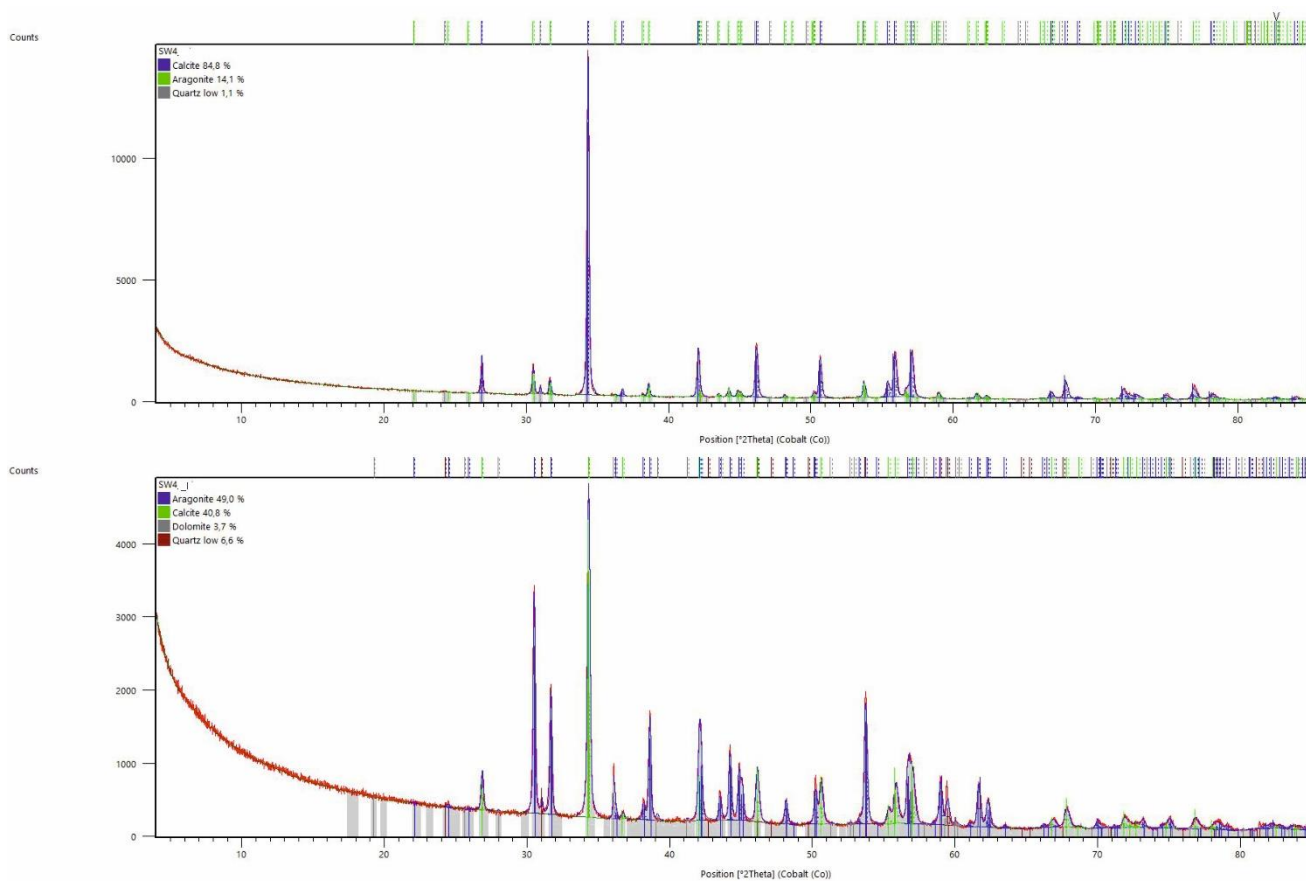 Counts
SW4_
Calcite 84,8 %
Aragonite 14,1 %
Quartz low 1,1 %
10000
5000
0
10 20 30 40 50 60 70 80
Position [°2Theta] (Cobalt (Co))
Counts
SW4_I
Aragonite 49,0 %
Calcite 40,8 %
Dolomite 3,7 %
Quartz low 6,6 %
4000
3000
2000
1000
0
10 20 30 40 50 60 70 80
Position [°2Theta] (Cobalt (Co))